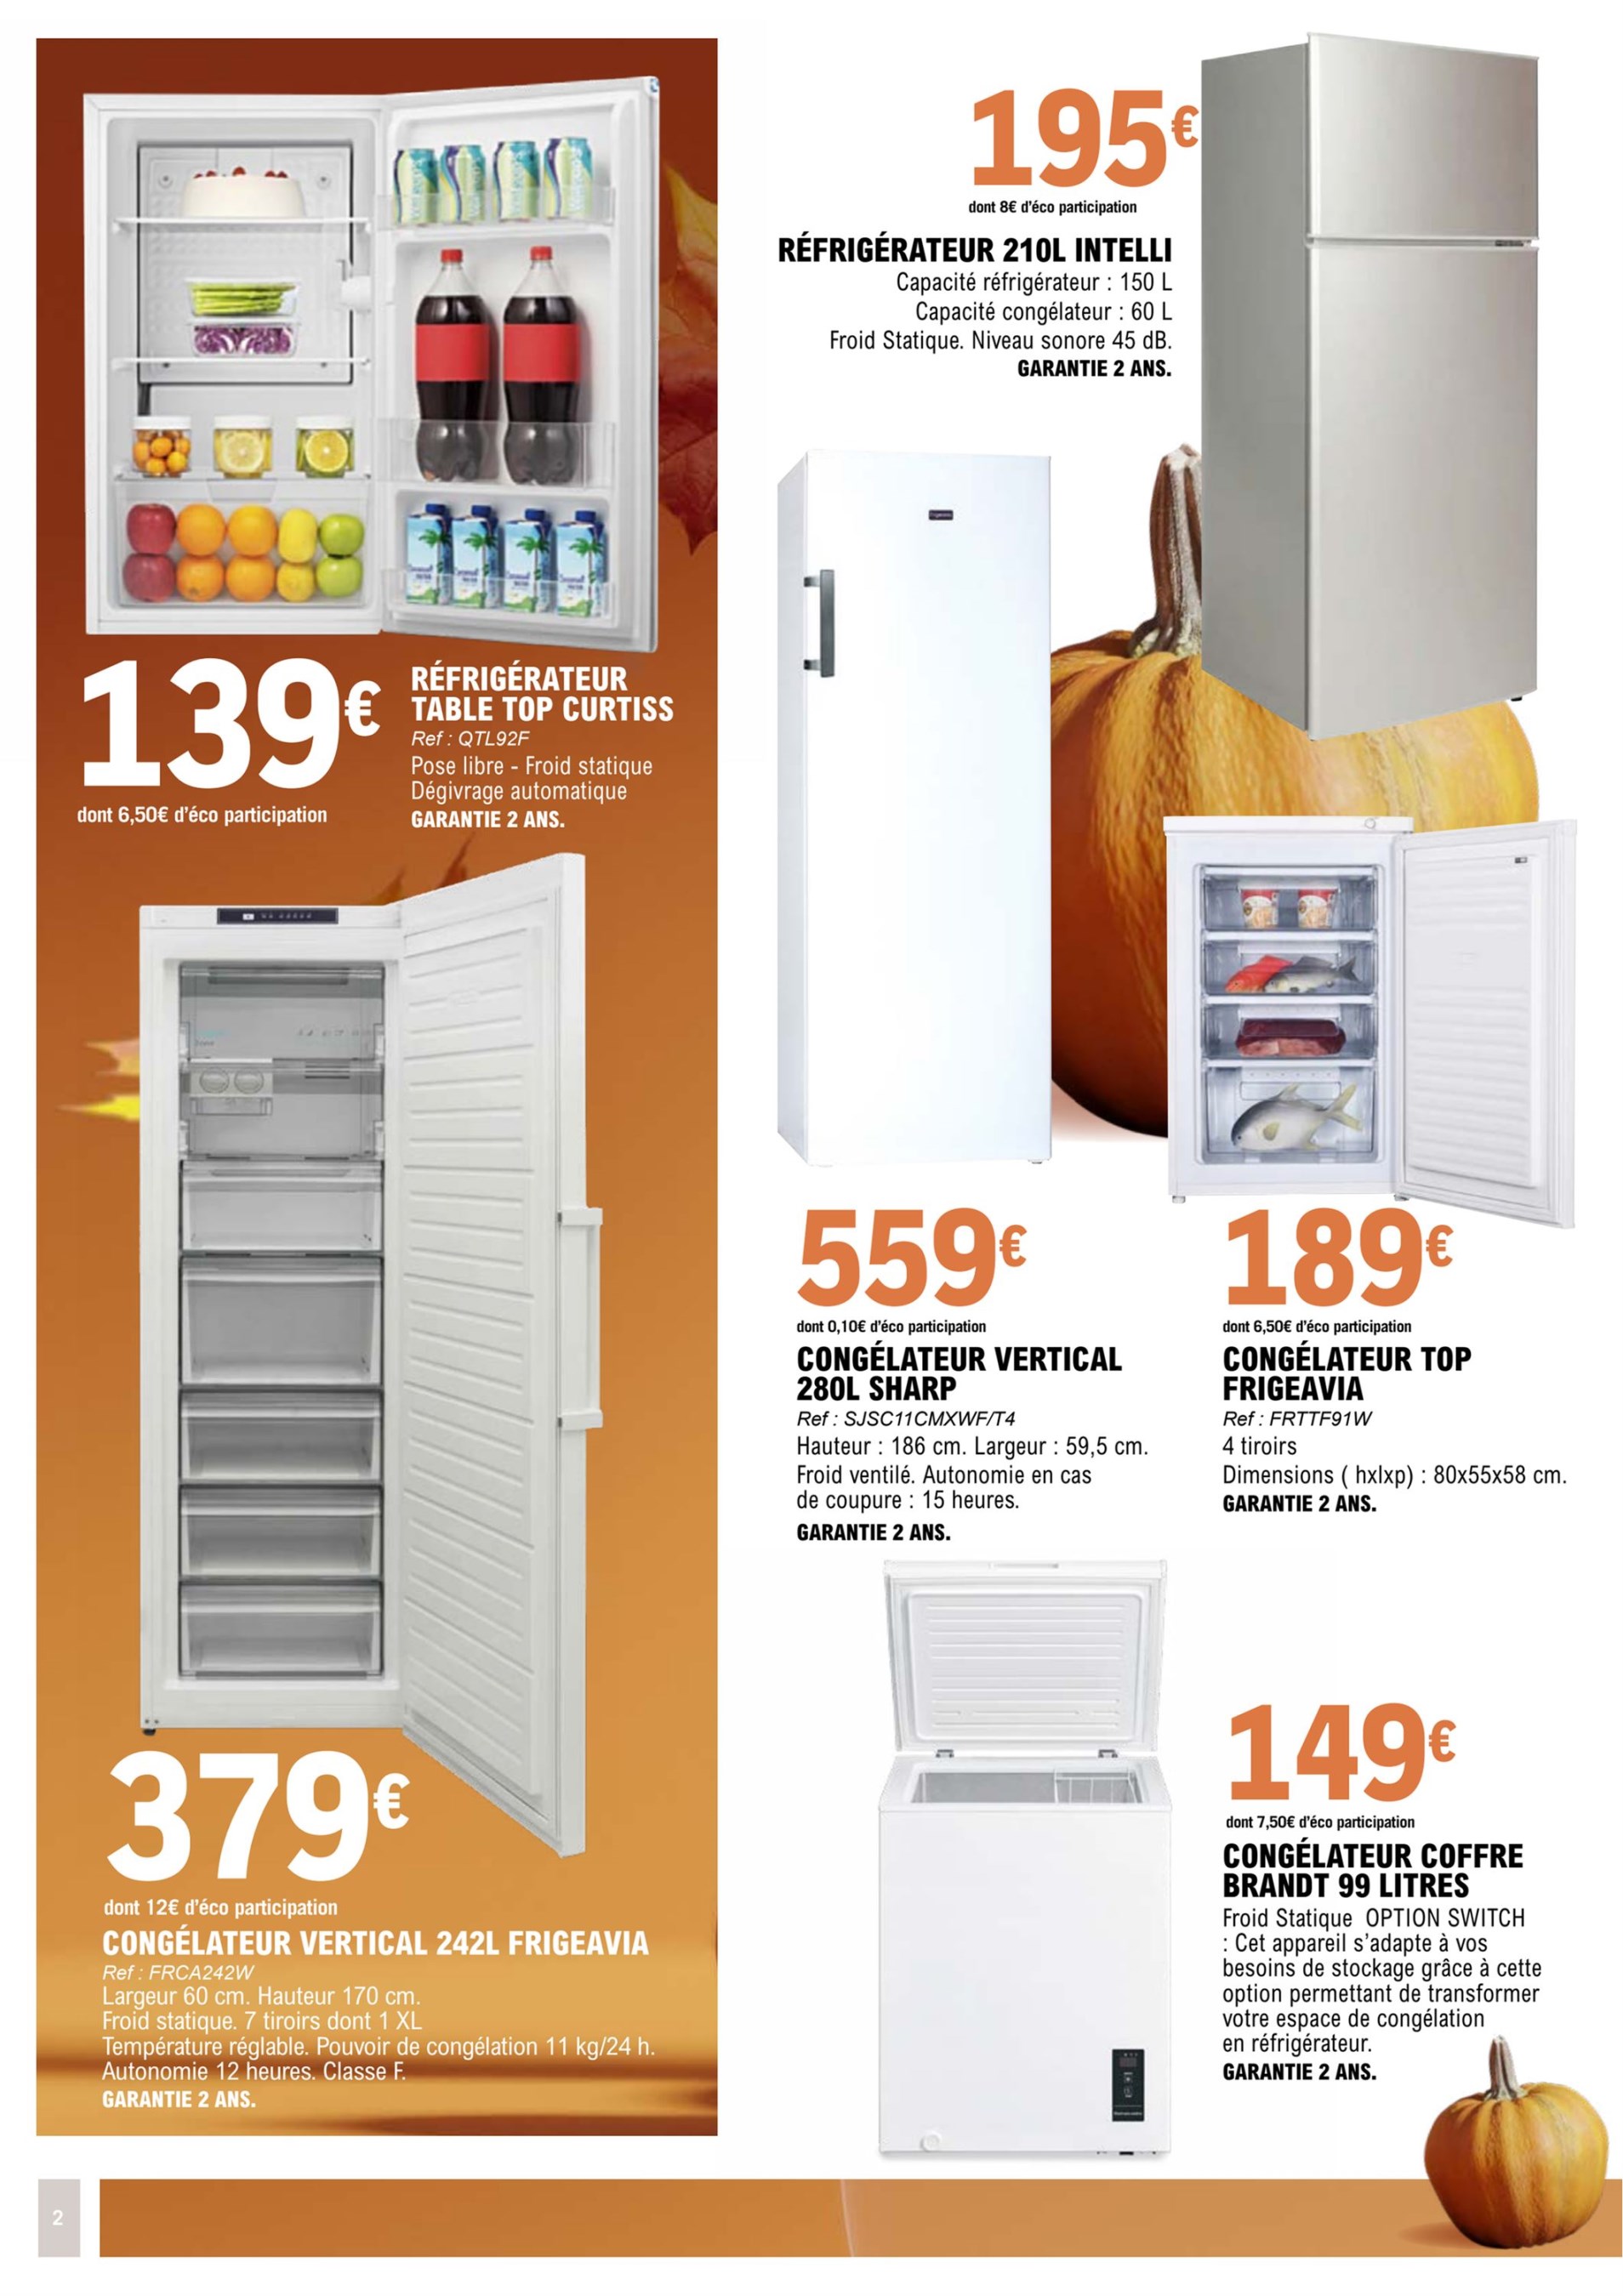 139€
dont 6,50€ d'éco participation
RÉFRIGÉRATEUR
TABLE TOP CURTISS
Ref : QTL92F
Pose libre - Froid statique
Dégivrage automatique
GARANTIE 2 ANS.
379€
dont 12€ d'éco participation
CONGÉLATEUR VERTICAL 242L FRIGEAVIA
Ref : FRCA242W
Largeur 60 cm. Hauteur 170 cm.
Froid statique. 7 tiroirs dont 1 XL
Température réglable. Pouvoir de congélation 11 kg/24 h.
Autonomie 12 heures. Classe F.
GARANTIE 2 ANS.
195€
dont 8€ d'éco participation
RÉFRIGÉRATEUR 210L INTELLI
Capacité réfrigérateur : 150 L
Capacité congélateur : 60 L
Froid Statique. Niveau sonore 45 dB.
GARANTIE 2 ANS.
559€
dont 0,10€ d'éco participation
CONGÉLATEUR VERTICAL
280L SHARP
Ref : SJSC11CMXWF/T4
Hauteur : 186 cm. Largeur : 59,5 cm.
Froid ventilé. Autonomie en cas
de coupure : 15 heures.
GARANTIE 2 ANS.
189€
dont 6,50€ d'éco participation
CONGÉLATEUR TOP
FRIGEAVIA
Ref : FRTTF91W
4 tiroirs
Dimensions ( hxlxp) : 80x55x58 cm.
GARANTIE 2 ANS.
149€
dont 7,50€ d'éco participation
CONGÉLATEUR COFFRE
BRANDT 99 LITRES
Froid Statique OPTION SWITCH
: Cet appareil s'adapte à vos
besoins de stockage grâce à cette
option permettant de transformer
votre espace de congélation
en réfrigérateur.
GARANTIE 2 ANS.
2